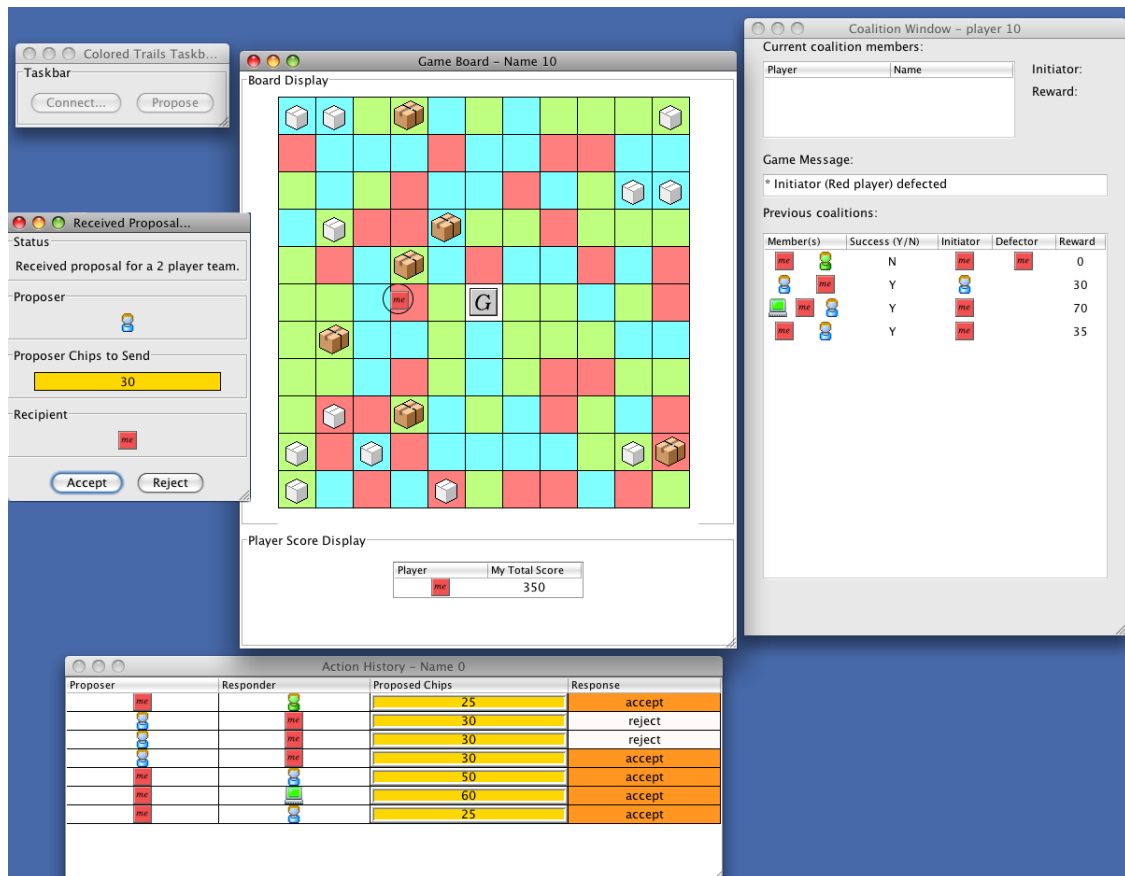 Colored Trails Taskb...
Taskbar
Connect...
Propose
Received Proposal...
Status
Received proposal for a 2 player team.
Proposer
Proposer Chips to Send
30
Recipient
me
Accept
Reject
Game Board – Name 10
Board Display
me
G
Player Score Display
Player My Total Score
me 350
Coalition Window – player 10
Current coalition members:
Player Name
Initiator:
Reward:
Game Message:
* Initiator (Red player) defected
Previous coalitions:
Member(s) Success (Y/N) Initiator Defector Reward
me N me me 0
me Y 30
me Y me 70
me Y me 35
Action History – Name 0
Proposer Responder Proposed Chips Response
me 25 accept
me 30 reject
me 30 reject
me 30 accept
me 50 accept
me 60 accept
me 25 accept